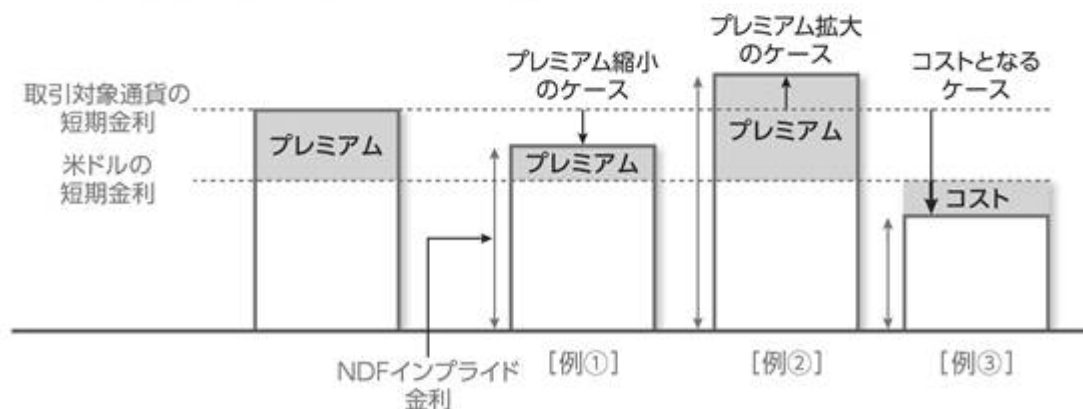 プレミアム縮小
のケース
プレミアム拡大
のケース
コストとなる
ケース
取引対象通貨の
短期金利
米ドルの
短期金利
プレミアム
プレミアム
プレミアム
コスト
NDFインプライド
金利
[例①]
[例②]
[例③]